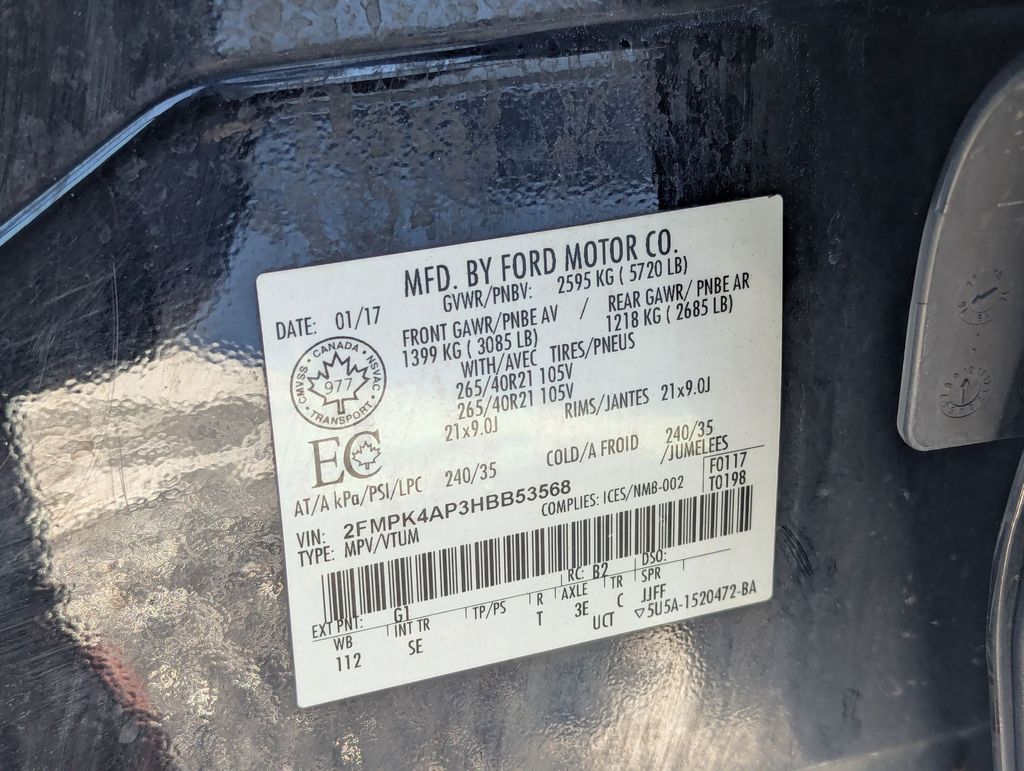 MFD. BY FORD MOTOR CO.
DATE: 01/17
GVWR/PNBV: 2595 KG ( 5720 LB)
FRONT GAWR/PNBE AV / REAR GAWR/ PNBE AR
1399 KG ( 3085 LB) 1218 KG ( 2685 LB)
WITH/AVEC TIRES/PNEUS
265/40R21 105V
265/40R21 105V
21x9.0J RIMS/JANTES 21x9.0J
CMVSS · CANADA · NSVAC
977
· TRANSPORT ·
EC
AT/A kPa/PSI/LPC 240/35 COLD/A FROID 240/35
/JUMELEES
VIN: 2FMPK4AP3HBB53568
COMPLIES: ICES/NMB-002
F0117
T0198
TYPE: MPV/VTUM
EXT PNT: G1 RC: B2 DSO:
WB INT TR TP/PS R AXLE TR SPR
112 SE T 3E C JJFF
UCT ▽5U5A-1520472-BA